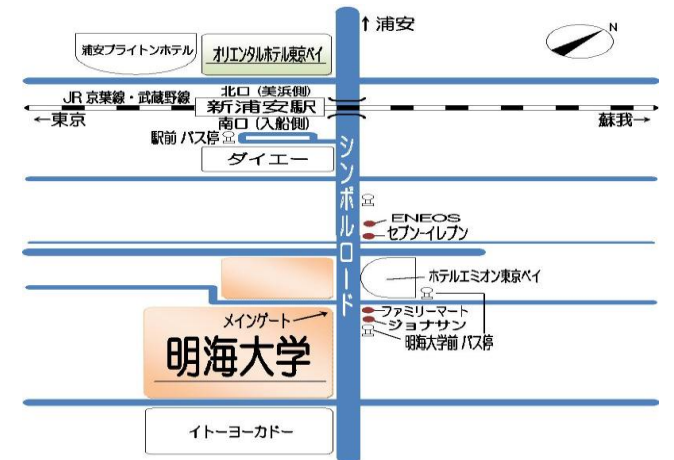 ↑浦安
N
浦安ブライトンホテル
オリエンタルホテル東京ベイ
北口(美浜側)
JR 京葉線・武蔵野線
新浦安駅
←東京
蘇我→
南口(入船側)
駅前 バス停
ダイエー
シンボルロード
ENEOS
セブン-イレブン
ホテルエミオン東京ベイ
メインゲート
ファミリーマート
ジョナサン
明海大学前 バス停
明海大学
イトーヨーカドー